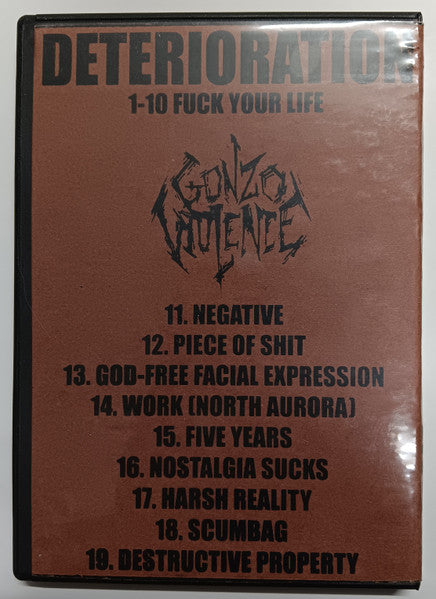 DETERIORATION
1-10 FUCK YOUR LIFE
GONZO
VIOLENCE
11. NEGATIVE
12. PIECE OF SHIT
13. GOD-FREE FACIAL EXPRESSION
14. WORK (NORTH AURORA)
15. FIVE YEARS
16. NOSTALGIA SUCKS
17. HARSH REALITY
18. SCUMBAG
19. DESTRUCTIVE PROPERTY